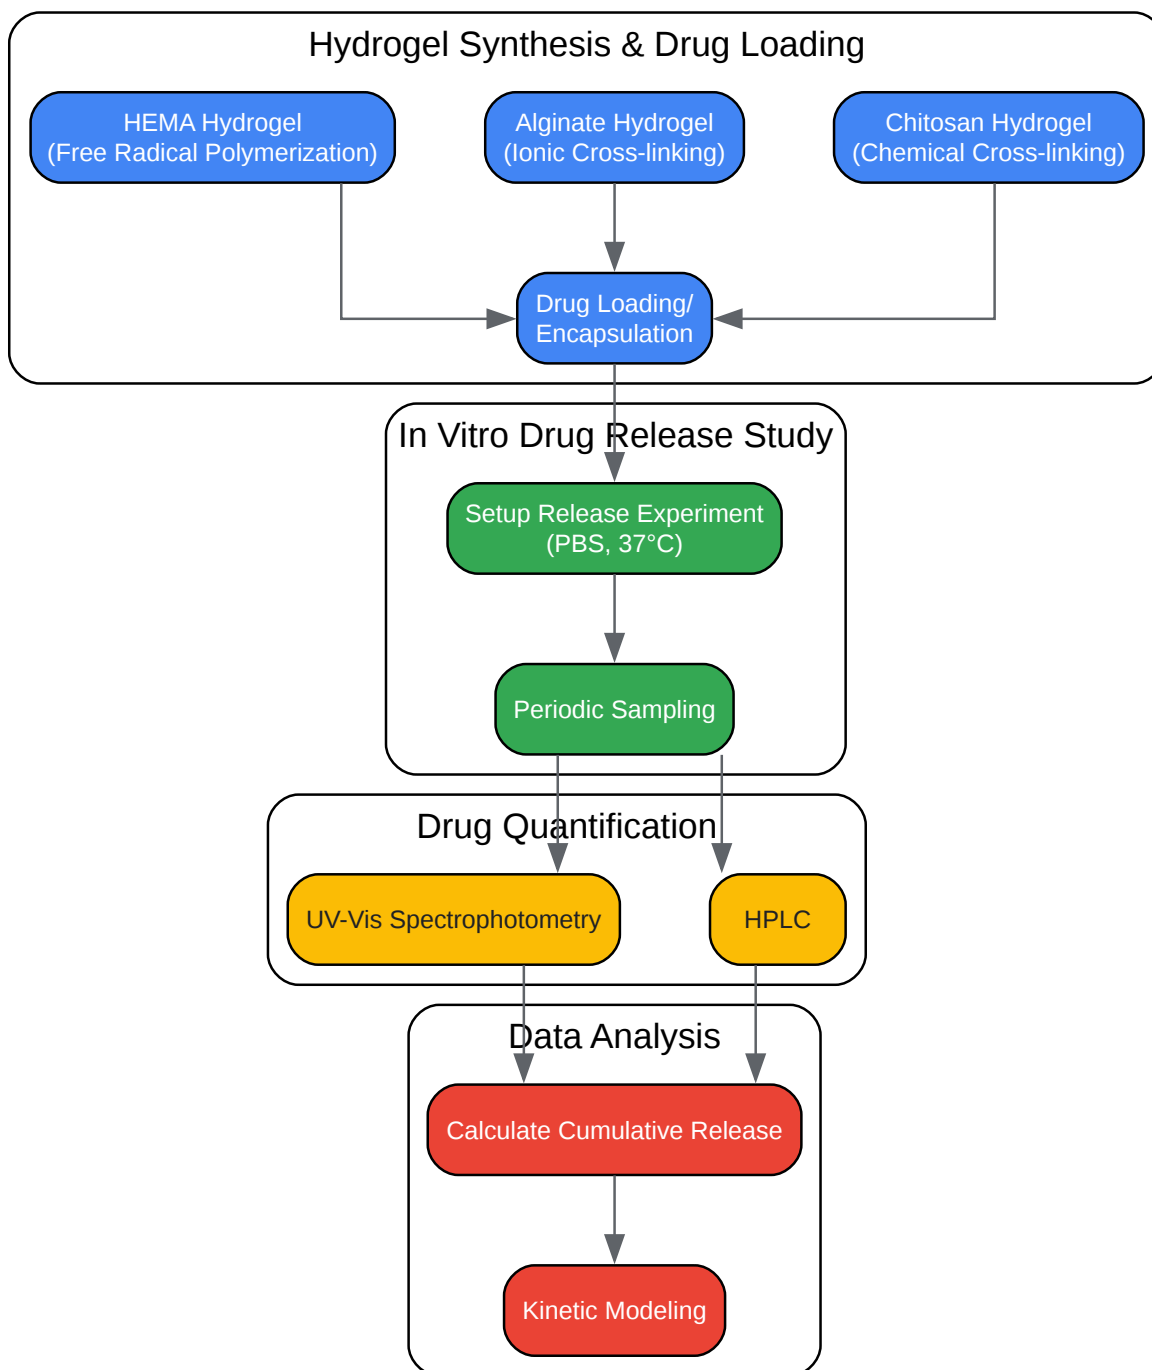 Hydrogel Synthesis & Drug Loading
HEMA Hydrogel
(Free Radical Polymerization)
Alginate Hydrogel
(Ionic Cross-linking)
Chitosan Hydrogel
(Chemical Cross-linking)
Drug Loading/
Encapsulation
In Vitro Drug Release Study
Setup Release Experiment
(PBS, 37°C)
Periodic Sampling
Drug Quantification
UV-Vis Spectrophotometry
HPLC
Data Analysis
Calculate Cumulative Release
Kinetic Modeling